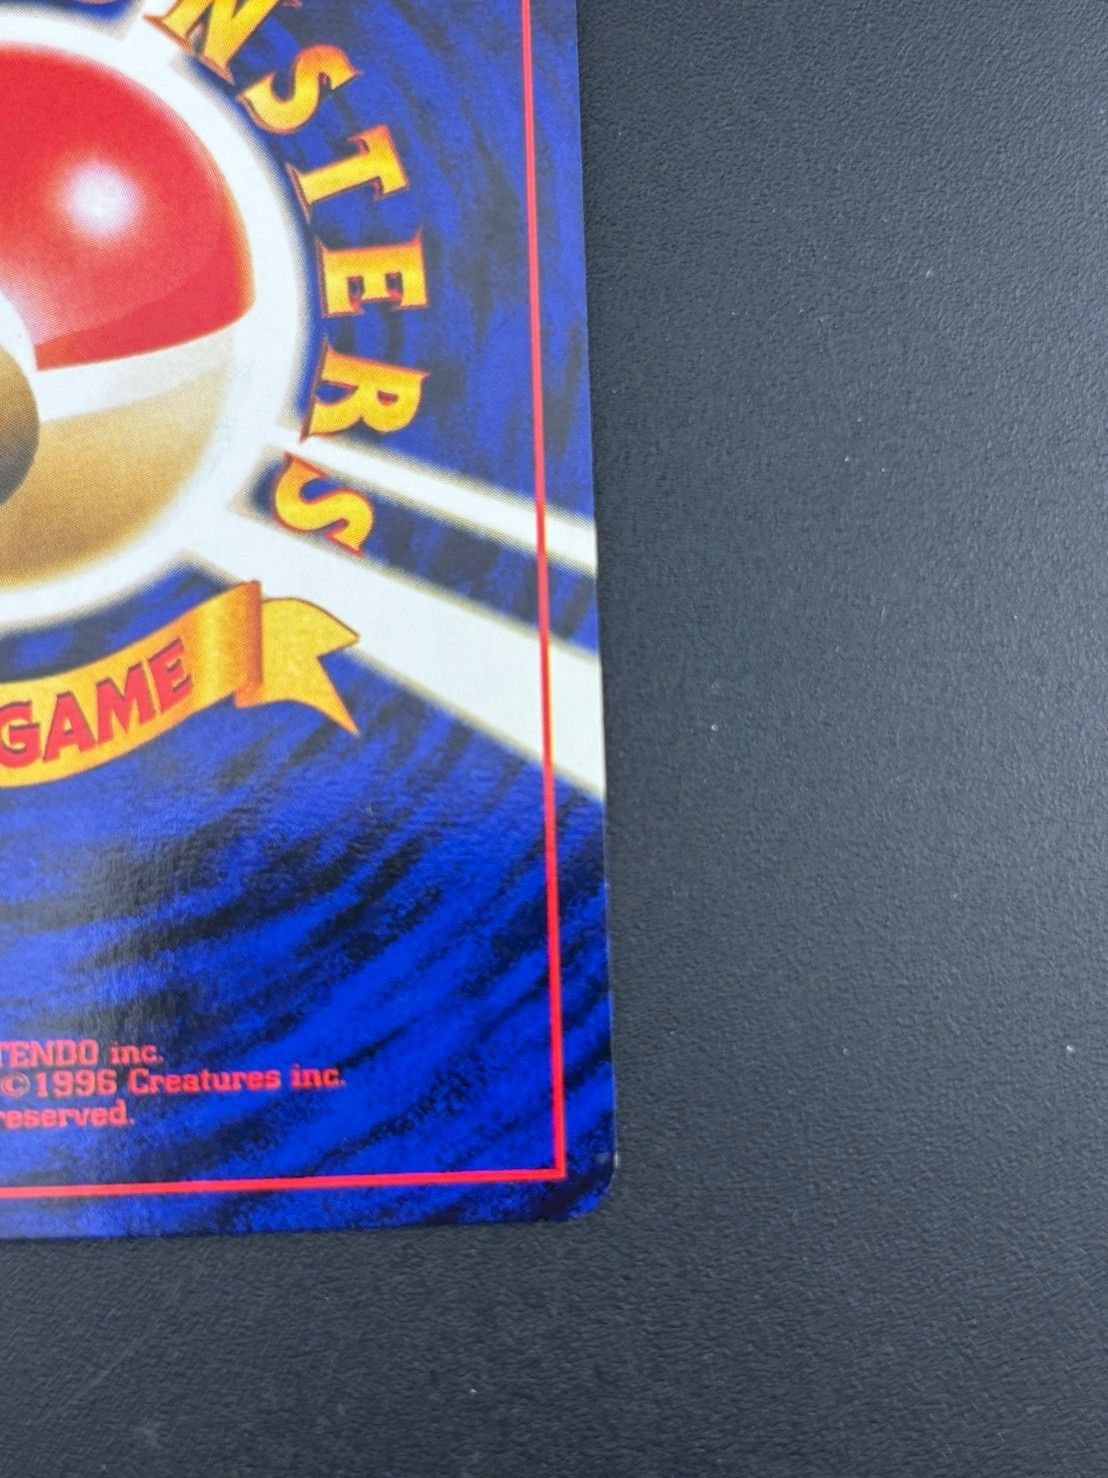 NSTERS
GAME
TENDO inc.
©1996 Creatures inc.
reserved.